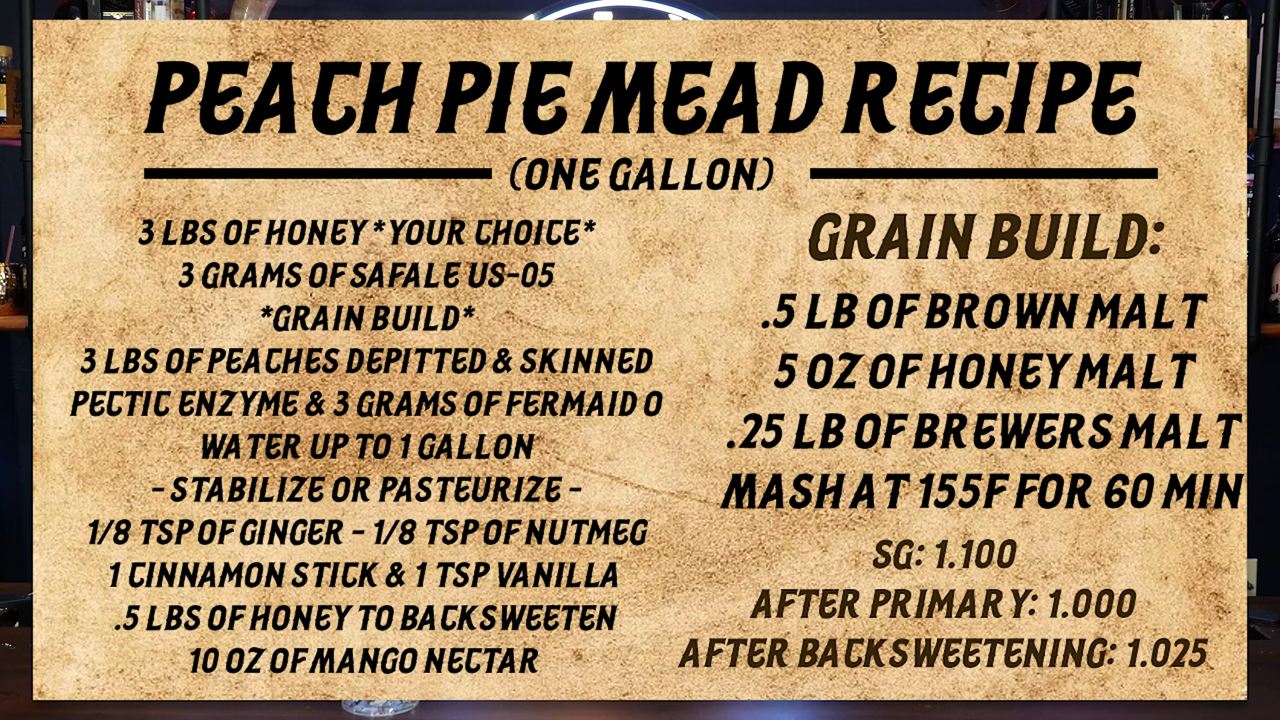 PEACH PIE MEAD RECIPE
(ONE GALLON)
3 LBS OF HONEY *YOUR CHOICE*
3 GRAMS OF SAFALE US-05
*GRAIN BUILD*
3 LBS OF PEACHES DEPITTED & SKINNED
PECTIC ENZYME & 3 GRAMS OF FERMAID O
WATER UP TO 1 GALLON
- STABILIZE OR PASTEURIZE -
1/8 TSP OF GINGER - 1/8 TSP OF NUTMEG
1 CINNAMON STICK & 1 TSP VANILLA
.5 LBS OF HONEY TO BACKSWEETEN
10 OZ OF MANGO NECTAR
GRAIN BUILD:
.5 LB OF BROWN MALT
5 OZ OF HONEY MALT
.25 LB OF BREWERS MALT
MASH AT 155F FOR 60 MIN
SG: 1.100
AFTER PRIMARY: 1.000
AFTER BACKSWEETENING: 1.025